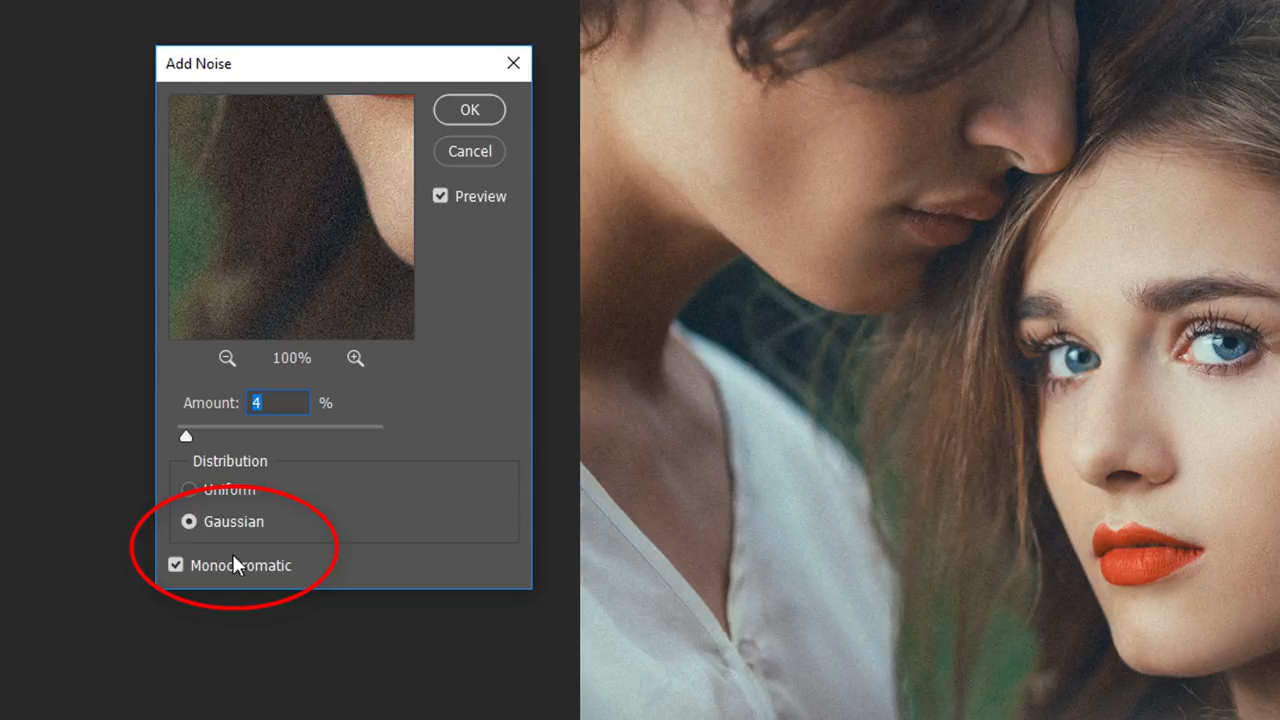 Add Noise
OK
Cancel
Preview
100%
Amount: 4 %
Distribution
Uniform
Gaussian
Monochromatic